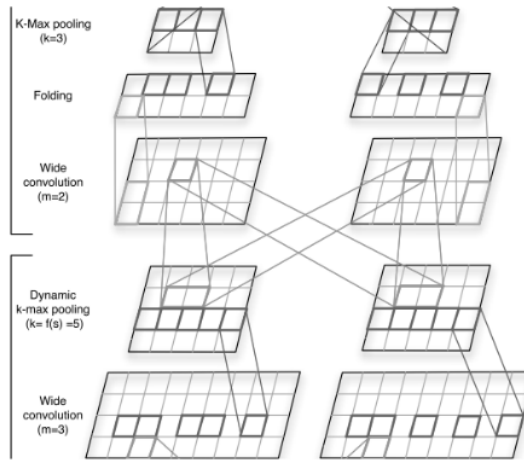 K-Max pooling
(k=3)
Folding
Wide
convolution
(m=2)
Dynamic
k-max pooling
(k= f(s) =5)
Wide
convolution
(m=3)